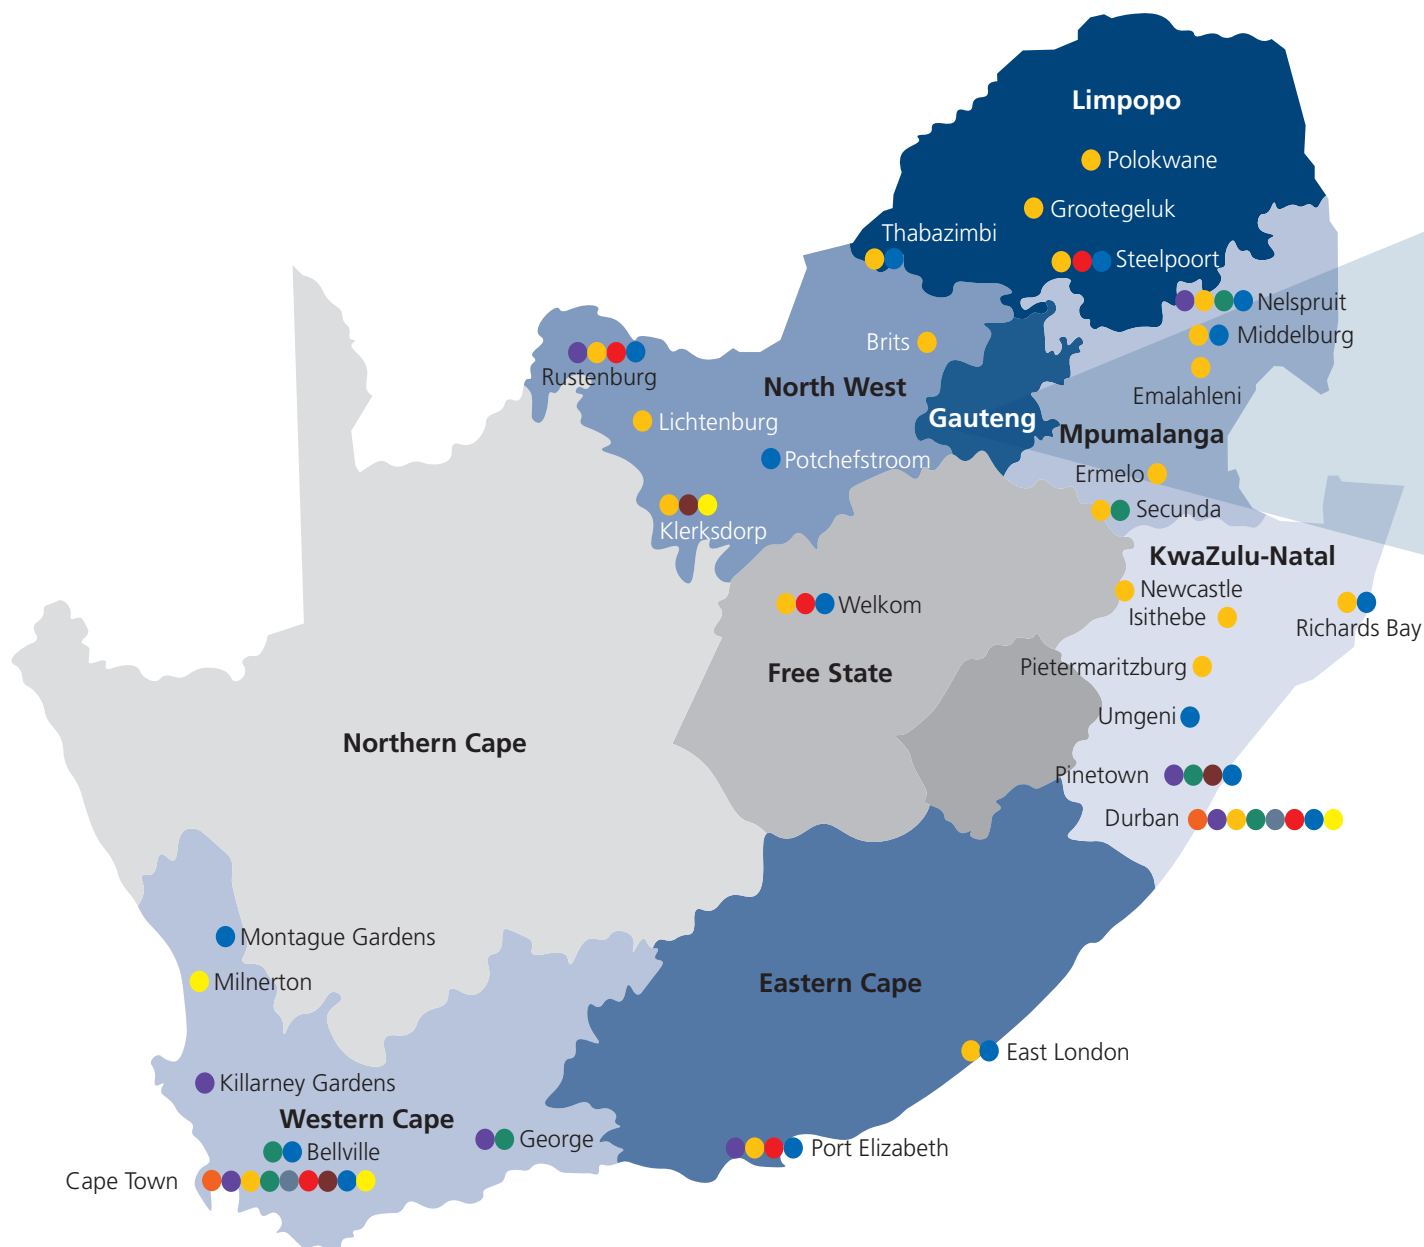 Limpopo
Polokwane
Grootegeluk
Thabazimbi
Steelpoort
Nelspruit
Middelburg
Brits
Rustenburg
North West
Emalahleni
Gauteng
Lichtenburg
Mpumalanga
Potchefstroom
Ermelo
Secunda
Klerksdorp
KwaZulu-Natal
Newcastle
Welkom
Isithebe
Richards Bay
Pietermaritzburg
Free State
Umgeni
Northern Cape
Pinetown
Durban
Montague Gardens
Milnerton
Eastern Cape
East London
Killarney Gardens
Western Cape
George
Port Elizabeth
Bellville
Cape Town